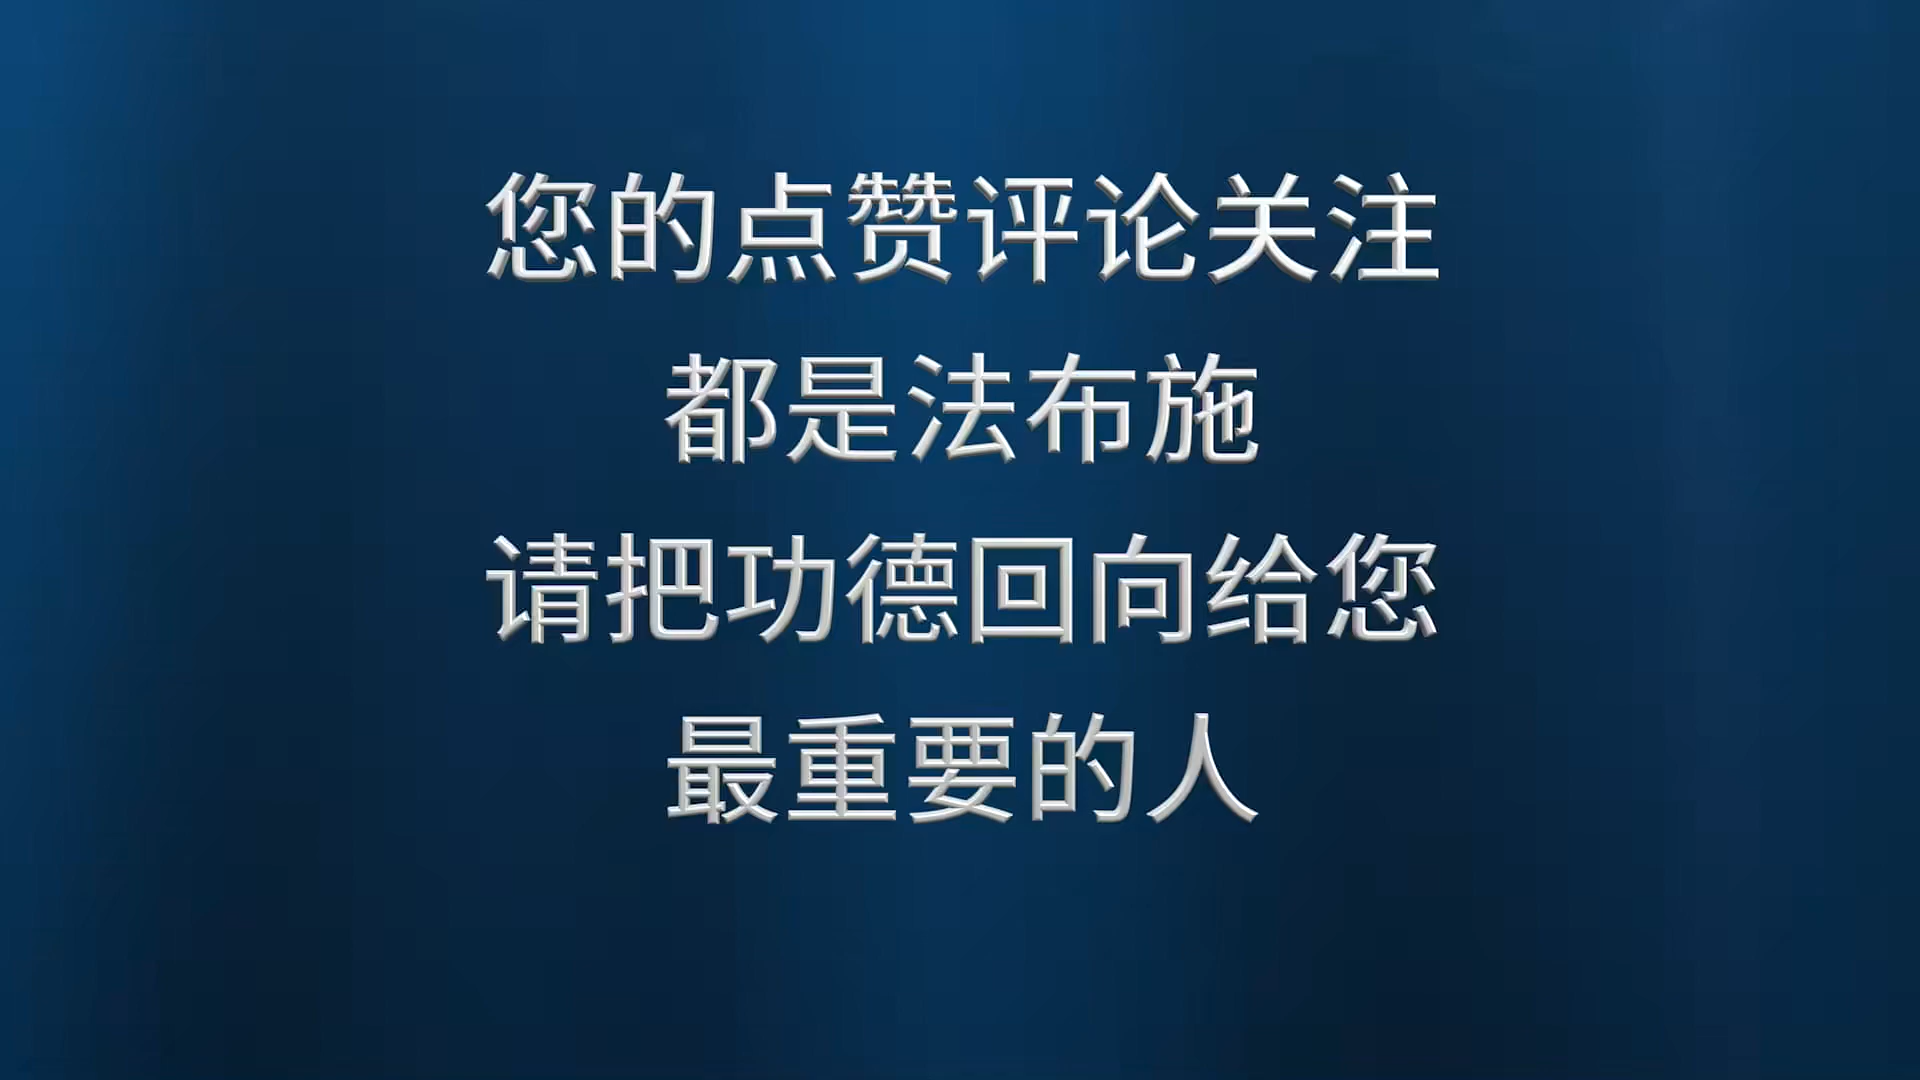 您的点赞评论关注
都是法布施
请把功德回向给您
最重要的人